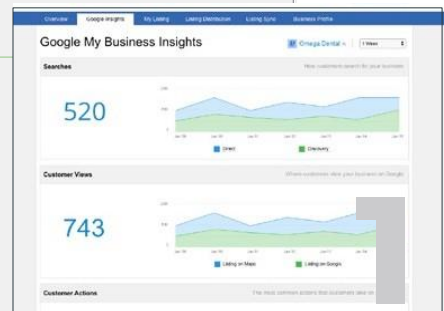 Overview Google Insights My Listing Listing Distribution Listing Sync Business Profile
Google My Business Insights
Omega Dental
1 Week
Searches
How customers search for your business
520
Direct Discovery
Customer Views
Where customers view your business on Google
743
Listing on Maps Listing on Google
Customer Actions
The most common actions that customers take on